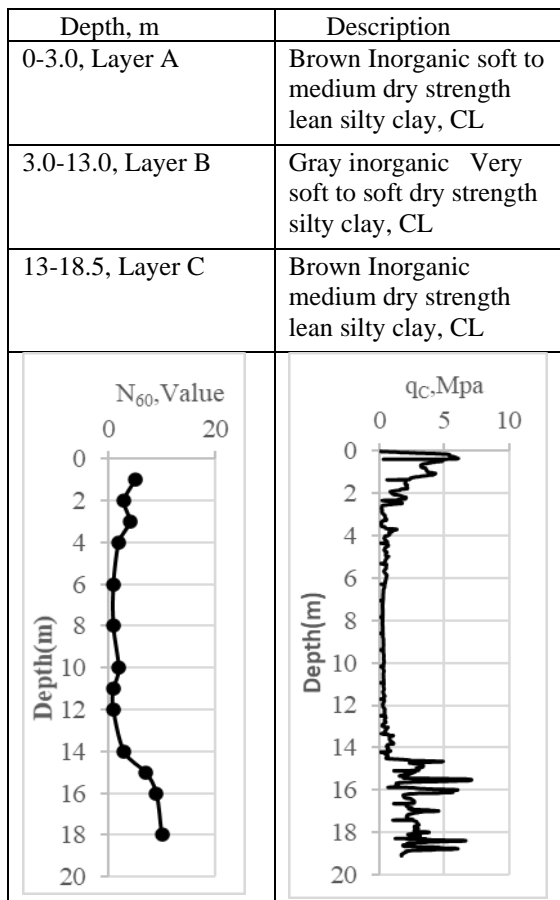 Depth, m
Description
0-3.0, Layer A
Brown Inorganic soft to
medium dry strength
lean silty clay, CL
3.0-13.0, Layer B
Gray inorganic Very
soft to soft dry strength
silty clay, CL
13-18.5, Layer C
Brown Inorganic
medium dry strength
lean silty clay, CL
N60,Value
0 20
0
2
4
6
8
10
12
14
16
18
20
Depth(m)
qC,Mpa
0 5 10
0
2
4
6
8
10
12
14
16
18
20
Depth(m)